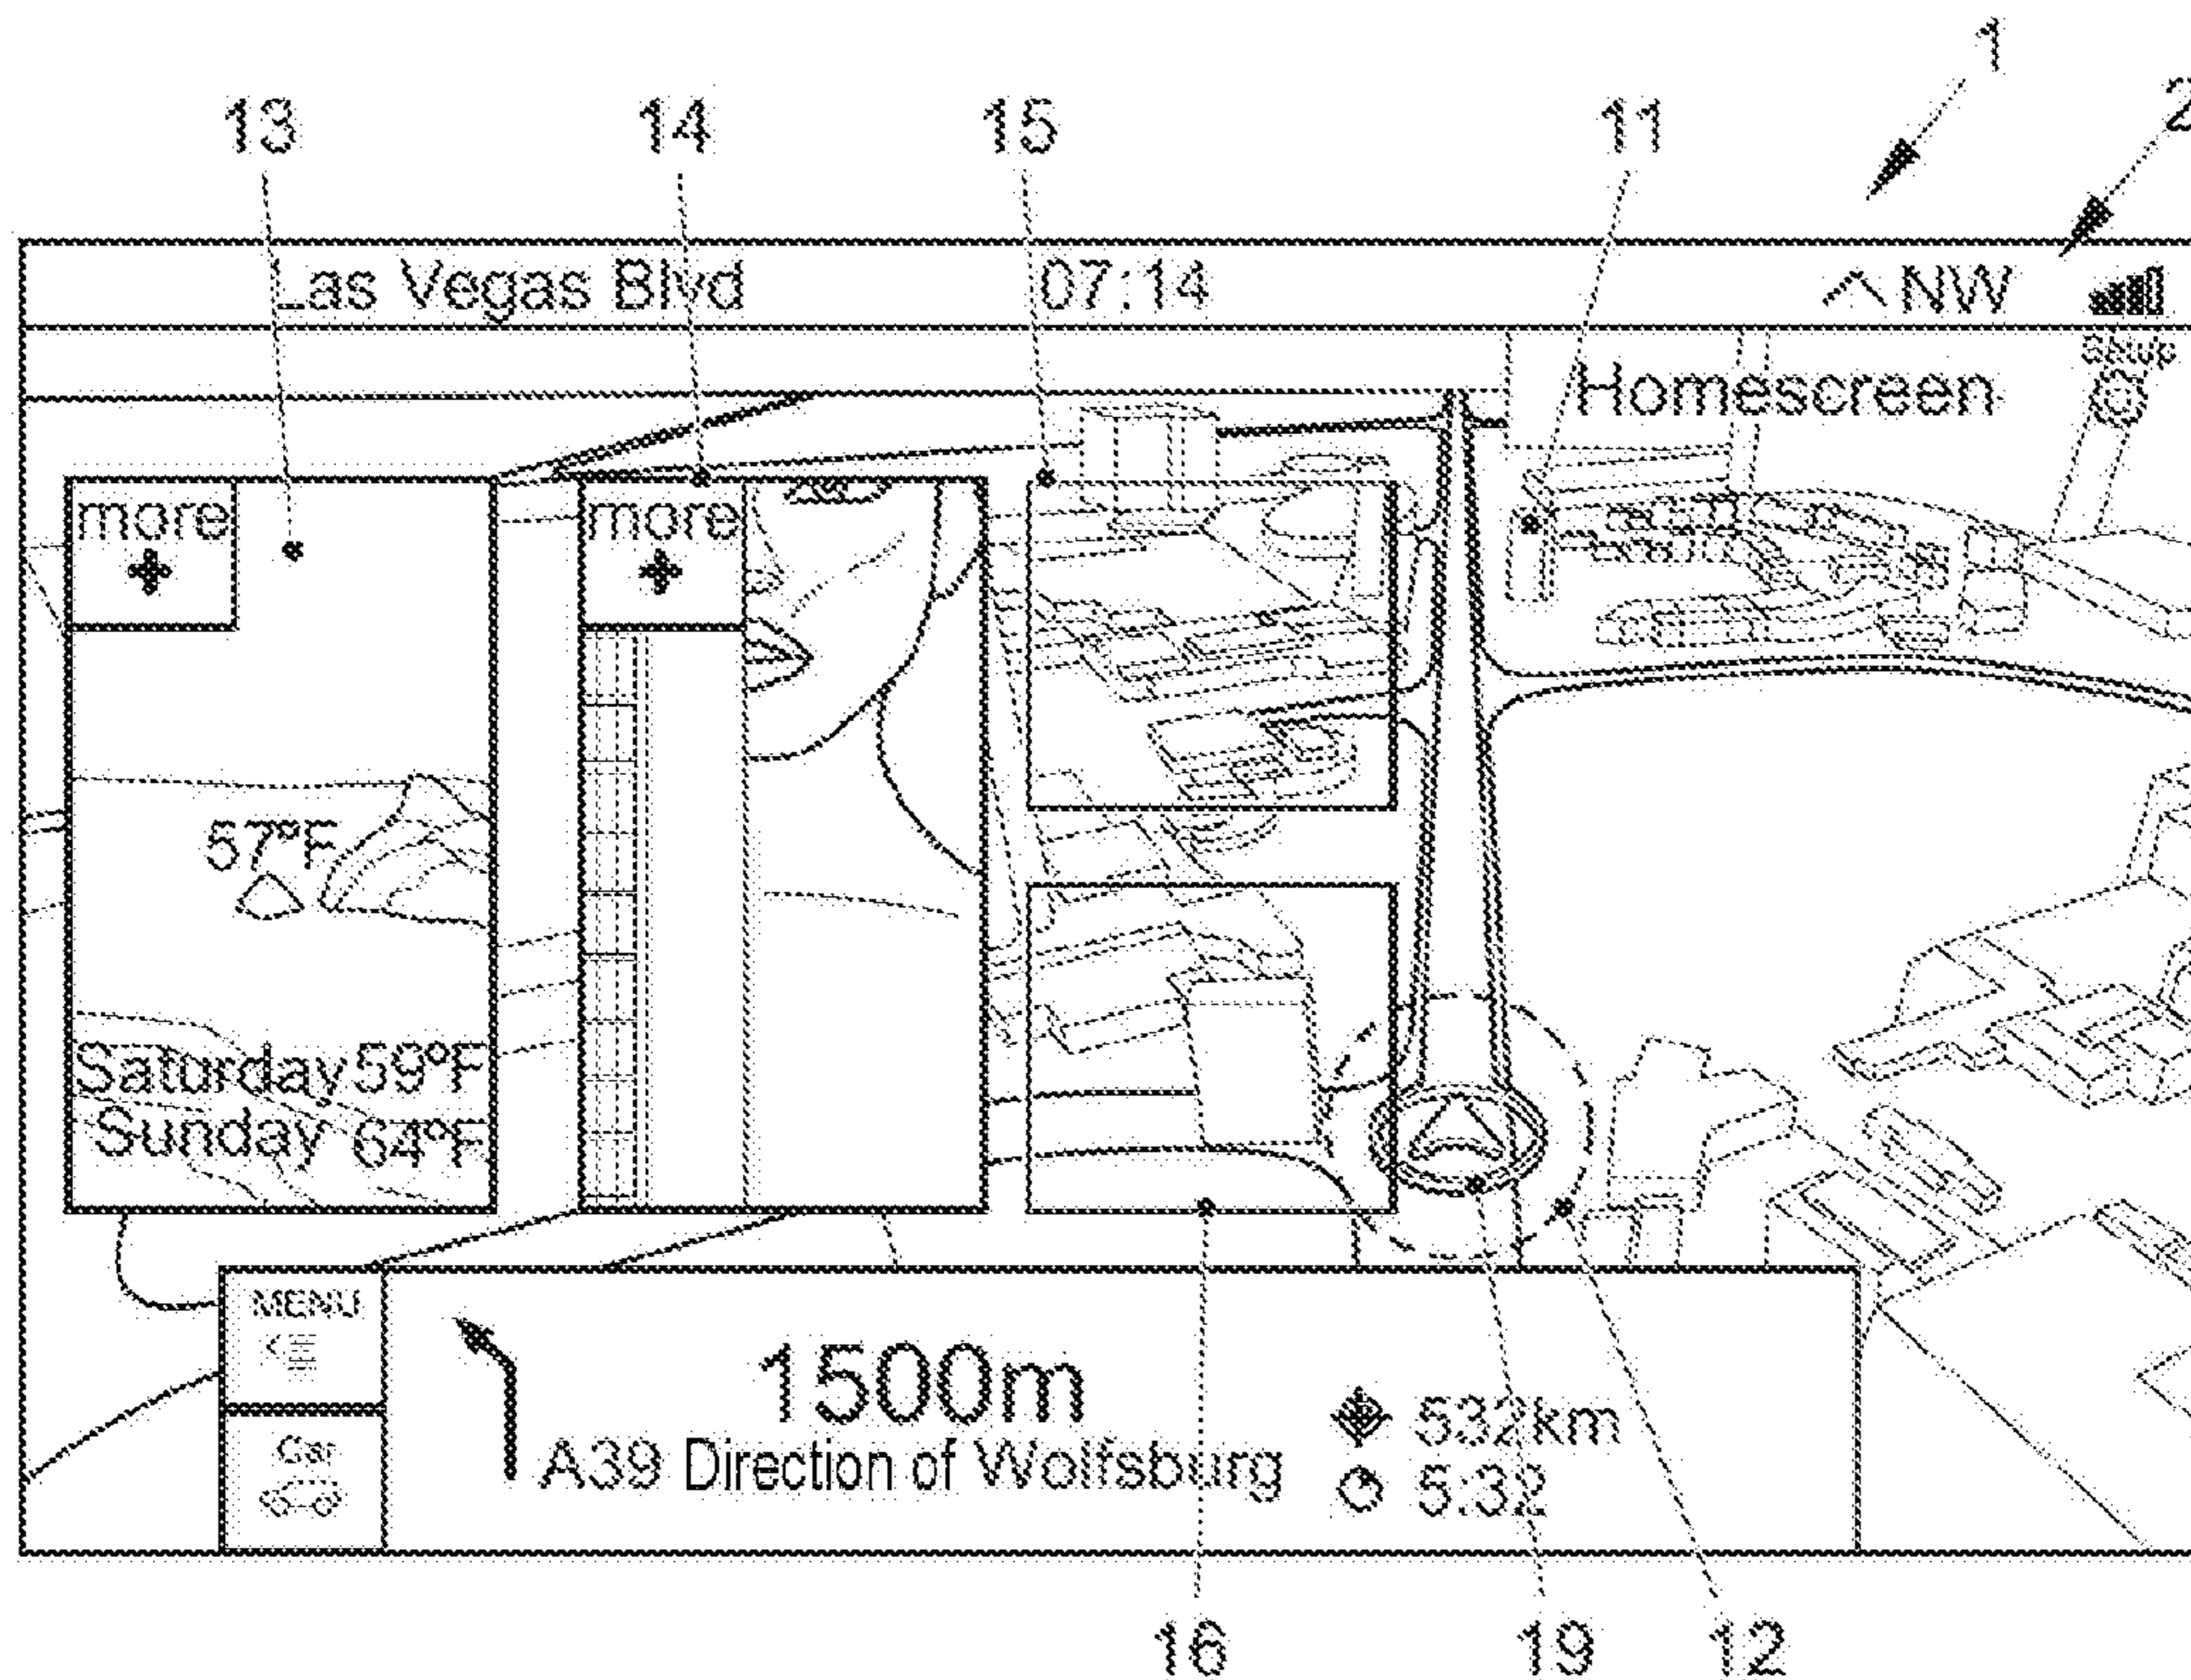 1
2
13 14 15 11
Las Vegas Blvd 07:14 NW
Setup
Homescreen
more more
57°F
Saturday 59°F
Sunday 64°F
MENU
1500m
532km
Car
A39 Direction of Wolfsburg
5:32
16 19 12